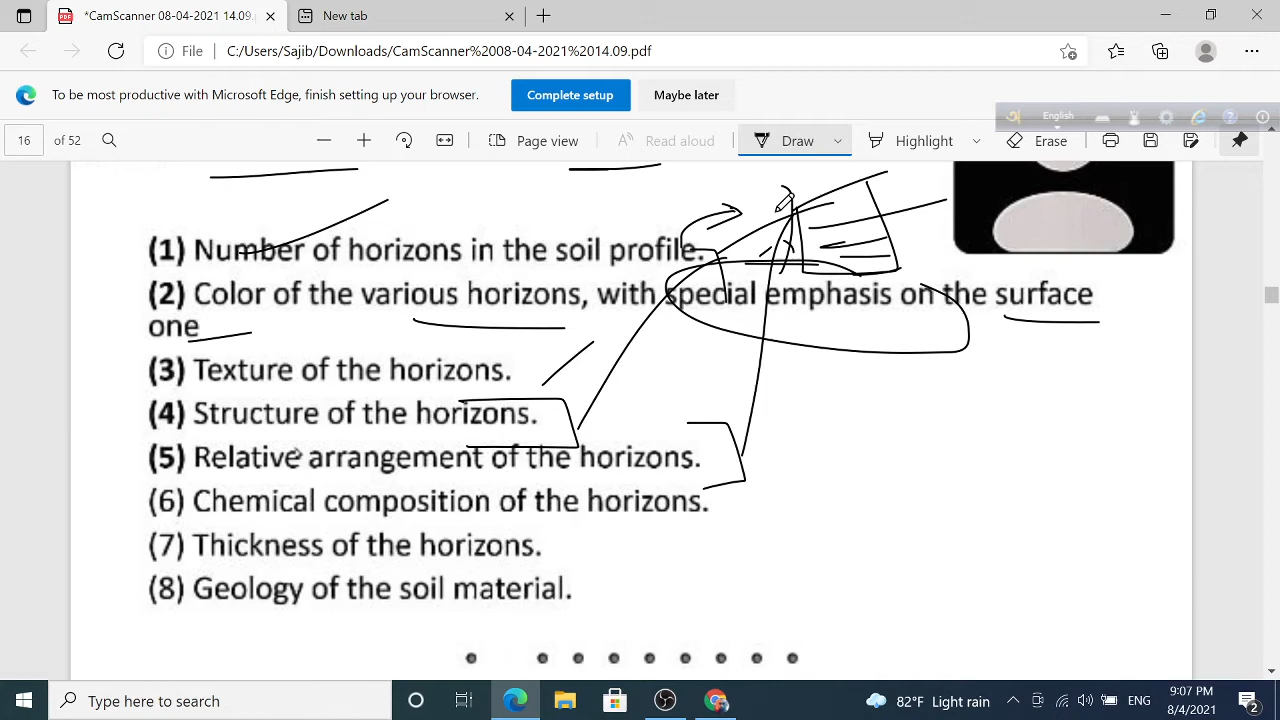 *CamScanner 08-04-2021 14.09.
New tab
File
C:/Users/Sajib/Downloads/CamScanner%2008-04-2021%2014.09.pdf
To be most productive with Microsoft Edge, finish setting up your browser.
Complete setup
Maybe later
English
16
of 52
Page view
Read aloud
Draw
Highlight
Erase
(1) Number of horizons in the soil profile.
(2) Color of the various horizons, with special emphasis on the surface
one
(3) Texture of the horizons.
(4) Structure of the horizons.
(5) Relative arrangement of the horizons.
(6) Chemical composition of the horizons.
(7) Thickness of the horizons.
(8) Geology of the soil material.
Type here to search
82°F Light rain
ENG
9:07 PM
8/4/2021
2